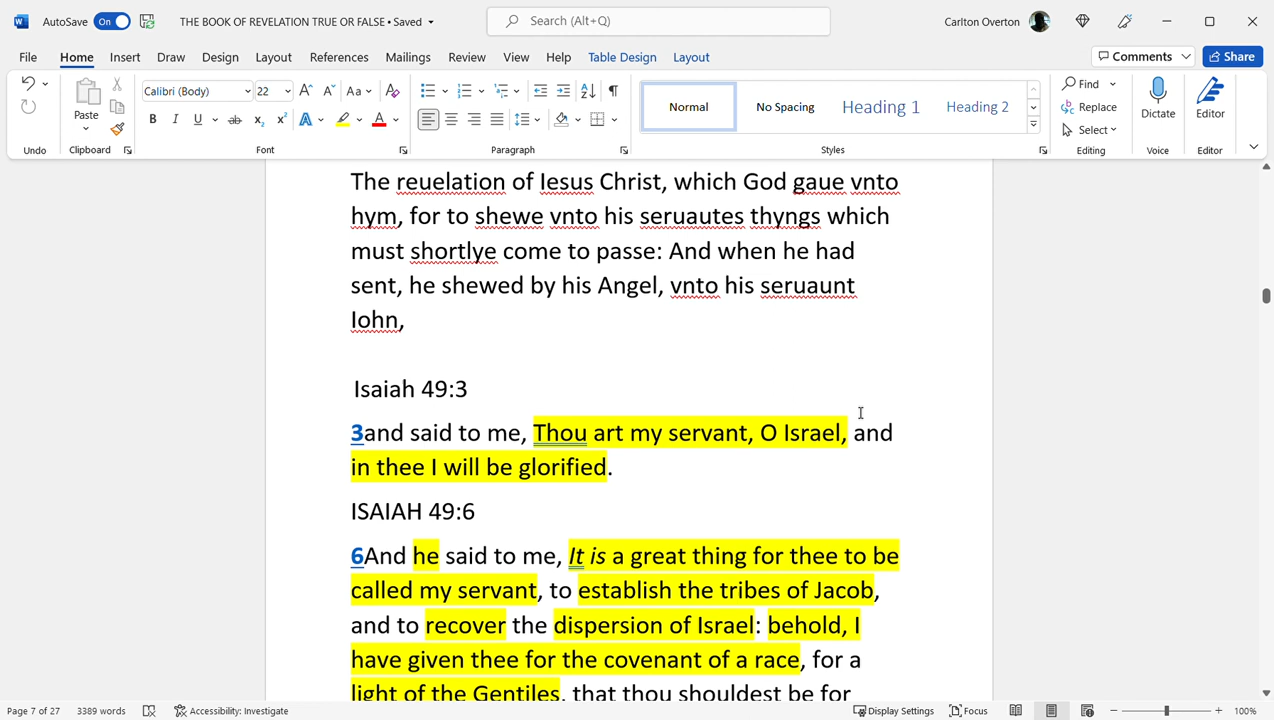 AutoSave On THE BOOK OF REVELATION TRUE OR FALSE • Saved Search (Alt+Q) Carlton Overton
File Home Insert Draw Design Layout References Mailings Review View Help Table Design Layout Comments Share
Paste Calibri (Body) 22 Aa Normal No Spacing Heading 1 Heading 2 Find Replace Select Dictate Editor
Undo Clipboard Font Paragraph Styles Editing Voice Editor
The reuelation of Iesus Christ, which God gaue vnto
hym, for to shewe vnto his seruautes thyngs which
must shortlye come to passe: And when he had
sent, he shewed by his Angel, vnto his seruaunt
Iohn,
Isaiah 49:3
3and said to me, Thou art my servant, O Israel, and
in thee I will be glorified.
ISAIAH 49:6
6And he said to me, It is a great thing for thee to be
called my servant, to establish the tribes of Jacob,
and to recover the dispersion of Israel: behold, I
have given thee for the covenant of a race, for a
light of the Gentiles, that thou shouldest be for
Page 7 of 27 3389 words Accessibility: Investigate Display Settings Focus 100%